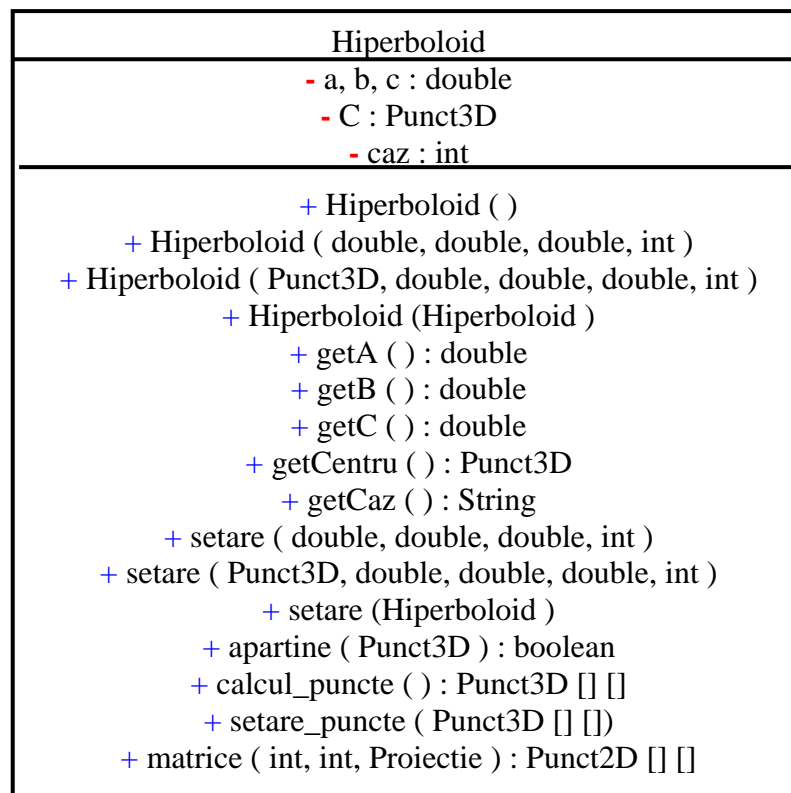 Hiperboloid
- a, b, c : double
- C : Punct3D
- caz : int
+ Hiperboloid ( )
+ Hiperboloid ( double, double, double, int )
+ Hiperboloid ( Punct3D, double, double, double, int )
+ Hiperboloid (Hiperboloid )
+ getA ( ) : double
+ getB ( ) : double
+ getC ( ) : double
+ getCentru ( ) : Punct3D
+ getCaz ( ) : String
+ setare ( double, double, double, int )
+ setare ( Punct3D, double, double, double, int )
+ setare (Hiperboloid )
+ apartine ( Punct3D ) : boolean
+ calcul_puncte ( ) : Punct3D [] []
+ setare_puncte ( Punct3D [] [])
+ matrice ( int, int, Proiectie ) : Punct2D [] []